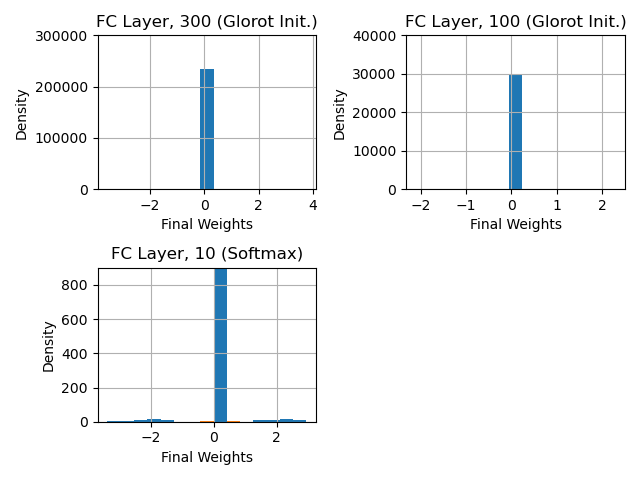 FC Layer, 300 (Glorot Init.)
300000
200000
100000
0
Density
−2 0 2 4
Final Weights
FC Layer, 100 (Glorot Init.)
40000
30000
20000
10000
0
Density
−2 −1 0 1 2
Final Weights
FC Layer, 10 (Softmax)
800
600
400
200
0
Density
−2 0 2
Final Weights